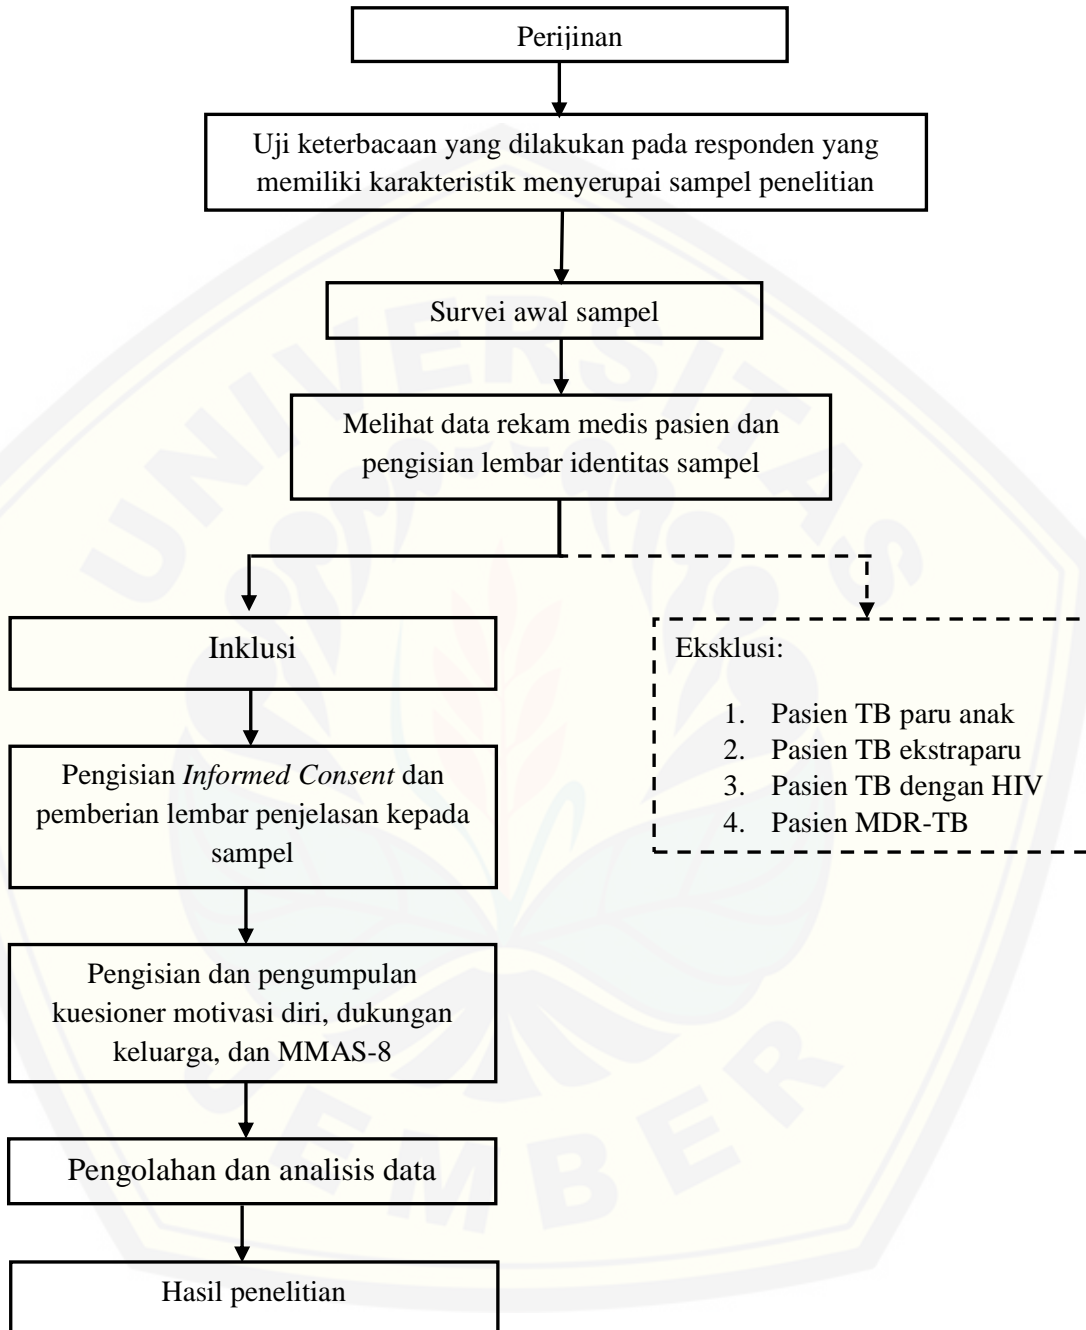 Perijinan
Uji keterbacaan yang dilakukan pada responden yang
memiliki karakteristik menyerupai sampel penelitian
Survei awal sampel
Melihat data rekam medis pasien dan
pengisian lembar identitas sampel
Inklusi
Pengisian Informed Consent dan
pemberian lembar penjelasan kepada
sampel
Pengisian dan pengumpulan
kuesioner motivasi diri, dukungan
keluarga, dan MMAS-8
Pengolahan dan analisis data
Hasil penelitian
Eksklusi:
1. Pasien TB paru anak
2. Pasien TB ekstraparu
3. Pasien TB dengan HIV
4. Pasien MDR-TB
UNIVERSITAS
JEMBER